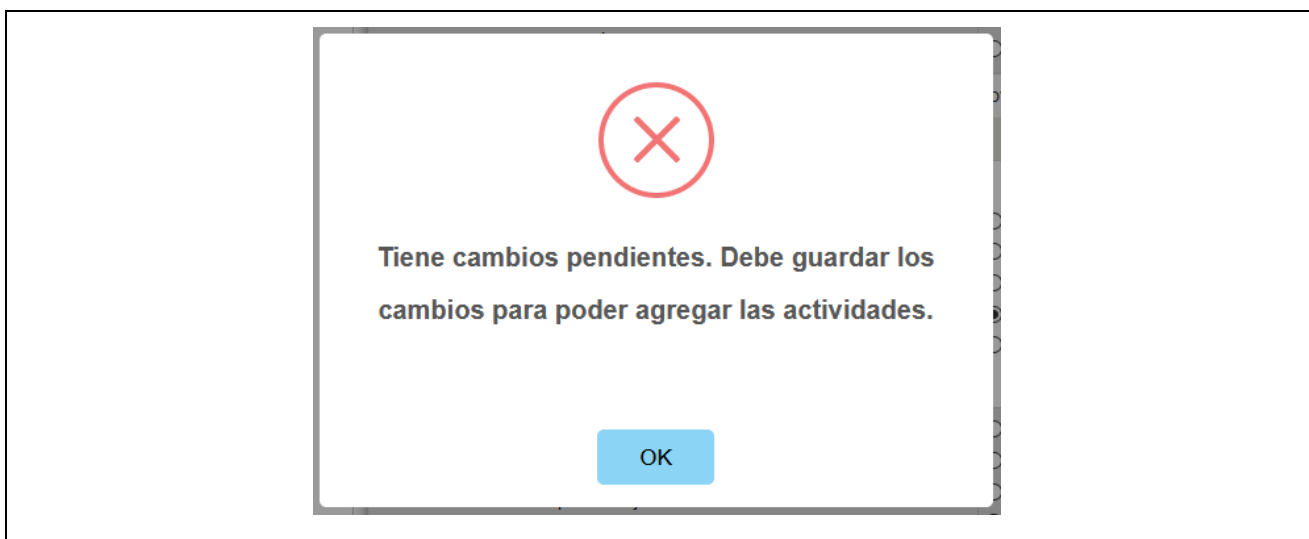 Tiene cambios pendientes. Debe guardar los
cambios para poder agregar las actividades.
OK